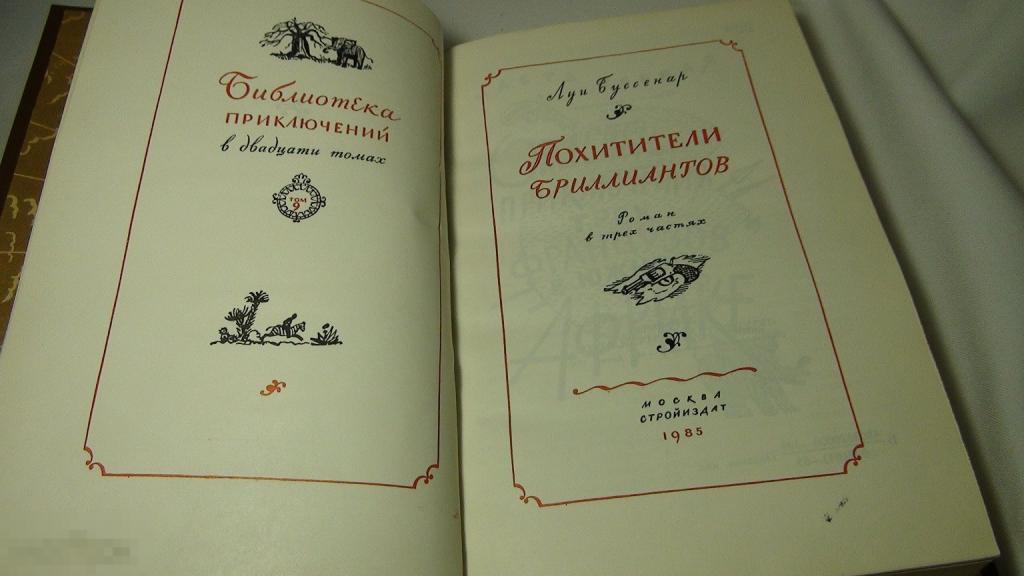 Библиотека
приключений
в двадцати томах
том
9
Луи Буссенар
Похитители
бриллиантов
Роман
в трех частях
МОСКВА
СТРОЙИЗДАТ
1985